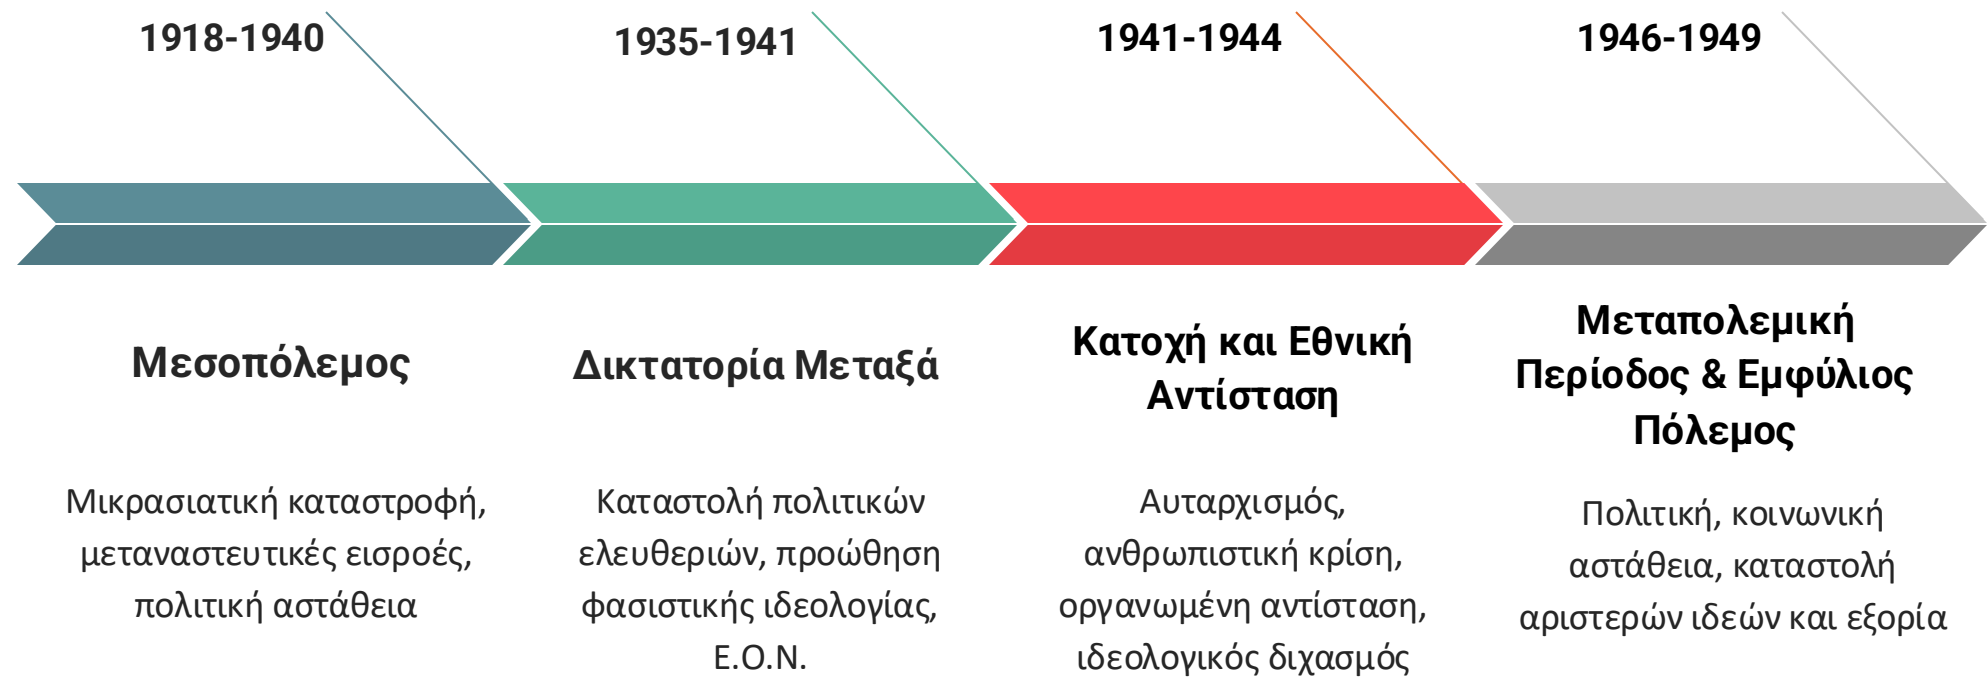 1918-1940
1935-1941
1941-1944
1946-1949
Μεσοπόλεμος
Μικρασιατική καταστροφή,
μεταναστευτικές εισροές,
πολιτική αστάθεια
Δικτατορία Μεταξά
Καταστολή πολιτικών
ελευθεριών, προώθηση
φασιστικής ιδεολογίας,
Ε.Ο.Ν.
Κατοχή και Εθνική
Αντίσταση
Αυταρχισμός,
ανθρωπιστική κρίση,
οργανωμένη αντίσταση,
ιδεολογικός διχασμός
Μεταπολεμική
Περίοδος & Εμφύλιος
Πόλεμος
Πολιτική, κοινωνική
αστάθεια, καταστολή
αριστερών ιδεών και εξορία